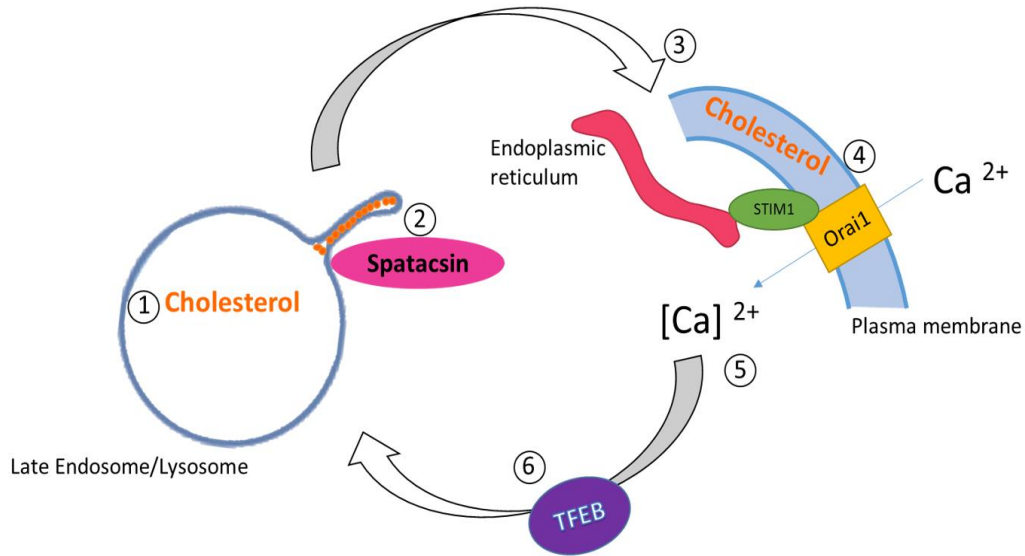 ③
Cholesterol
④
Ca 2+
Endoplasmic
reticulum
STIM1
Orai1
②
Spatacsin
① Cholesterol
[Ca] 2+
Plasma membrane
⑤
Late Endosome/Lysosome
⑥
TFEB